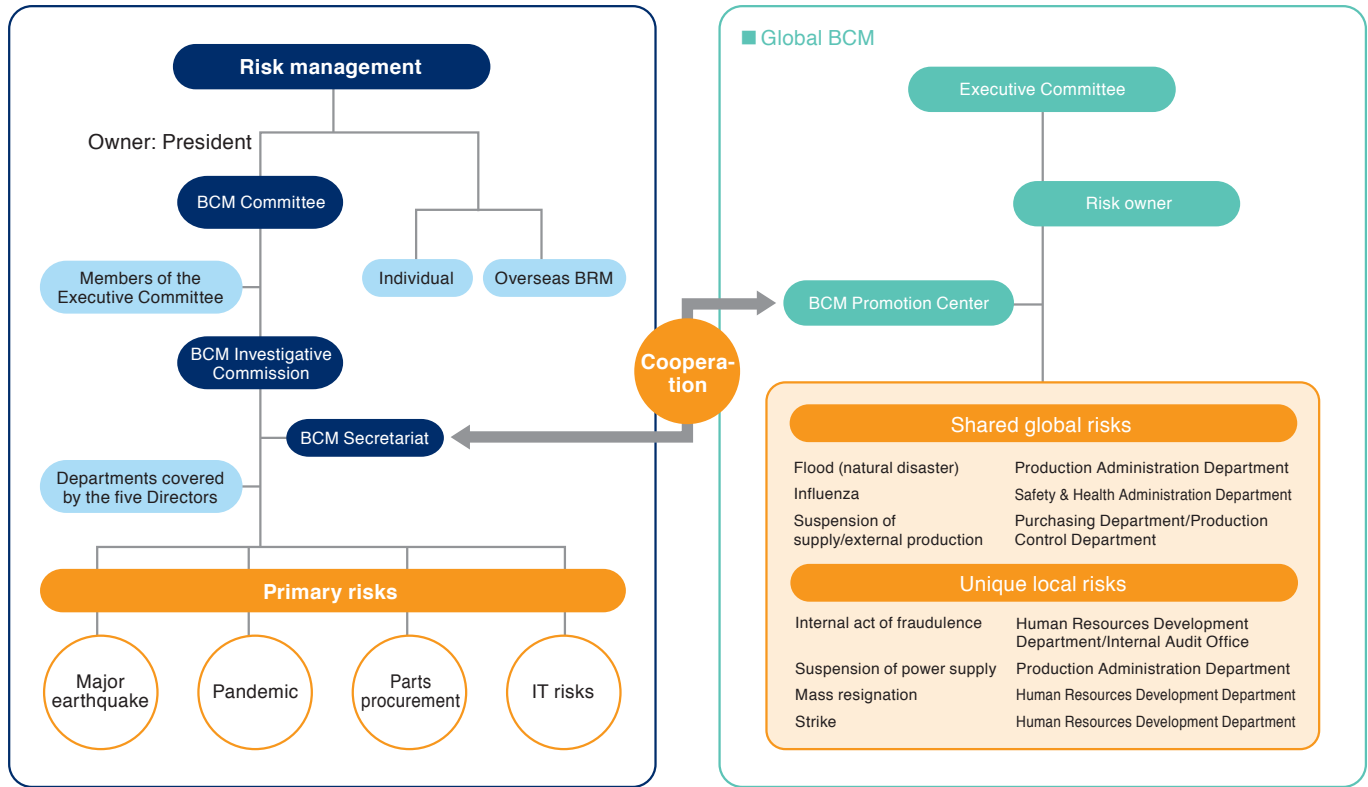 Risk management
Owner: President
BCM Committee
Members of the
Executive Committee
Individual
Overseas BRM
BCM Investigative
Commission
BCM Secretariat
Departments covered
by the five Directors
Primary risks
Major
earthquake
Pandemic
Parts
procurement
IT risks
Coopera-
tion
■ Global BCM
Executive Committee
Risk owner
BCM Promotion Center
Shared global risks
Flood (natural disaster) Production Administration Department
Influenza Safety & Health Administration Department
Suspension of Purchasing Department/Production
supply/external production Control Department
Unique local risks
Internal act of fraudulence Human Resources Development
Department/Internal Audit Office
Suspension of power supply Production Administration Department
Mass resignation Human Resources Development Department
Strike Human Resources Development Department